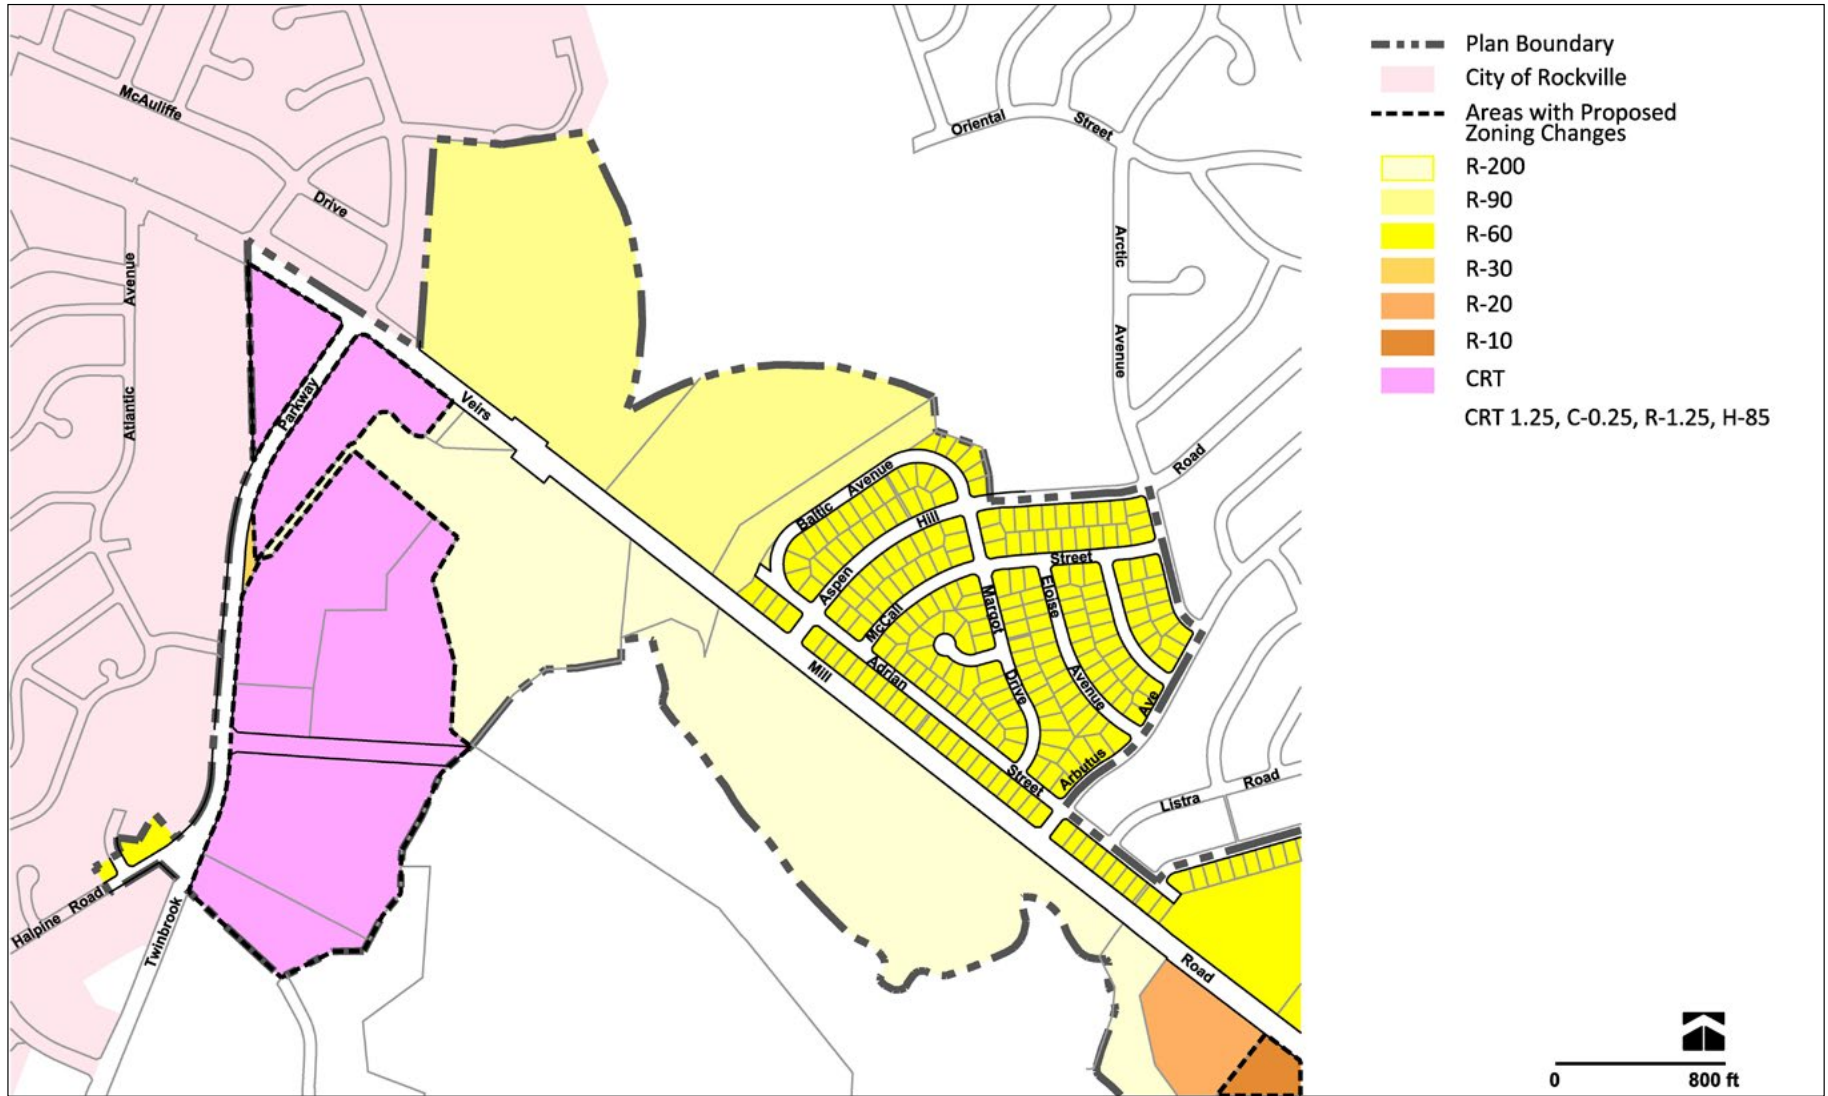 Plan Boundary
City of Rockville
Areas with Proposed
Zoning Changes
R-200
R-90
R-60
R-30
R-20
R-10
CRT
CRT 1.25, C-0.25, R-1.25, H-85
McAuliffe
Drive
Oriental
Street
Avenue
Atlantic
Arctic
Avenue
Parkway
Veirs
Road
Baltic
Avenue
Hill
Aspen
Street
McCall
Margot
Eloise
Mill
Adrian
Drive
Avenue
Ave
Street
Arbutus
Listra
Road
Halpine
Road
Twinbrook
Road
0
800 ft